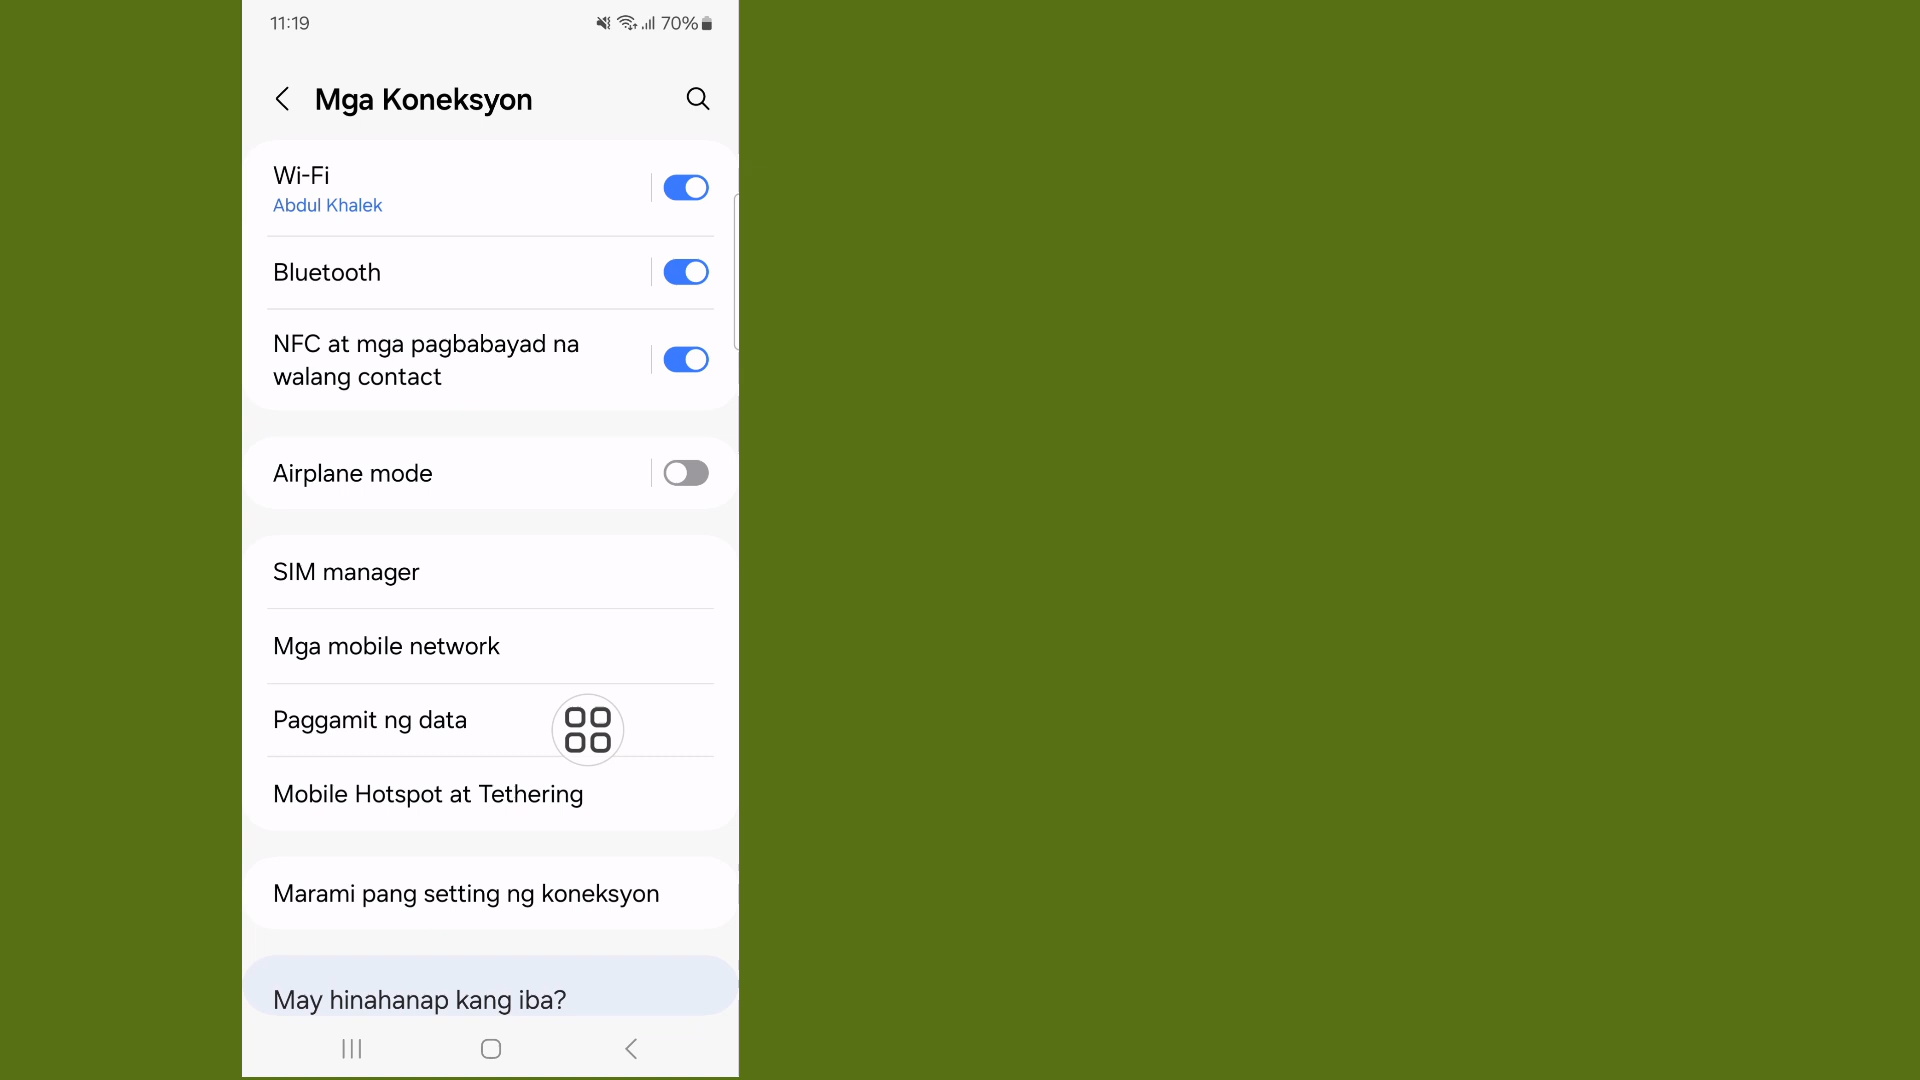 11:19
70%
Mga Koneksyon
Wi-Fi
Abdul Khalek
Bluetooth
NFC at mga pagbabayad na
walang contact
Airplane mode
SIM manager
Mga mobile network
Paggamit ng data
Mobile Hotspot at Tethering
Marami pang setting ng koneksyon
May hinahanap kang iba?